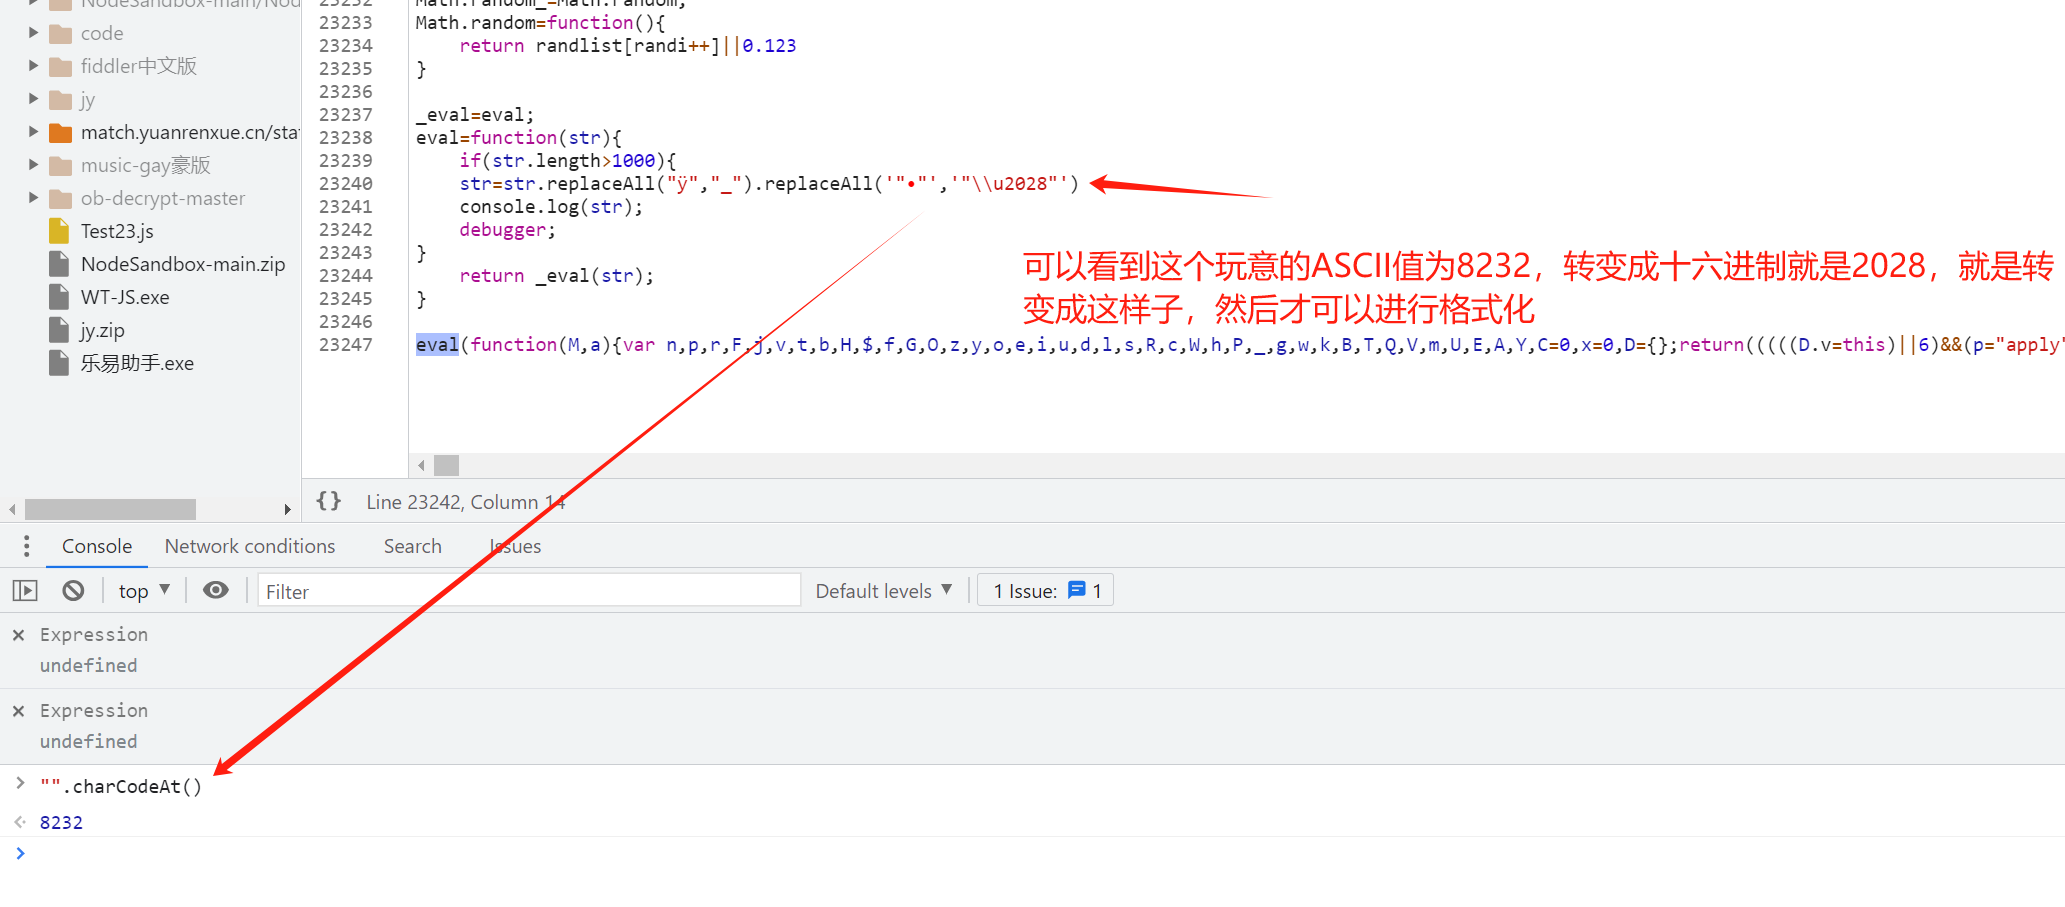 NodeSandbox-main/Nod
code
fiddler中文版
jy
match.yuanrenxue.cn/stat
music-gay豪版
ob-decrypt-master
Test23.js
NodeSandbox-main.zip
WT-JS.exe
jy.zip
乐易助手.exe
23232 Math.random_=Math.random;
23233 Math.random=function(){
23234 return randlist[randi++]||0.123
23235 }
23236
23237 _eval=eval;
23238 eval=function(str){
23239 if(str.length>1000){
23240 str=str.replaceAll("ÿ","_").replaceAll('"•"','"\\u2028"')
23241 console.log(str);
23242 debugger;
23243 }
23244 return _eval(str);
23245 }
23246
23247 eval(function(M,a){var n,p,r,F,j,v,t,b,H,$,f,G,O,z,y,o,e,i,u,d,l,s,R,c,W,h,P,_,g,w,k,B,T,Q,V,m,U,E,A,Y,C=0,x=0,D={};return(((((D.v=this)||6)&&(p="apply"
可以看到这个玩意的ASCII值为8232，转变成十六进制就是2028，就是转
变成这样子，然后才可以进行格式化
{} Line 23242, Column 14
Console Network conditions Search Issues
top Filter Default levels 1 Issue: 1
Expression
undefined
Expression
undefined
"".charCodeAt()
8232